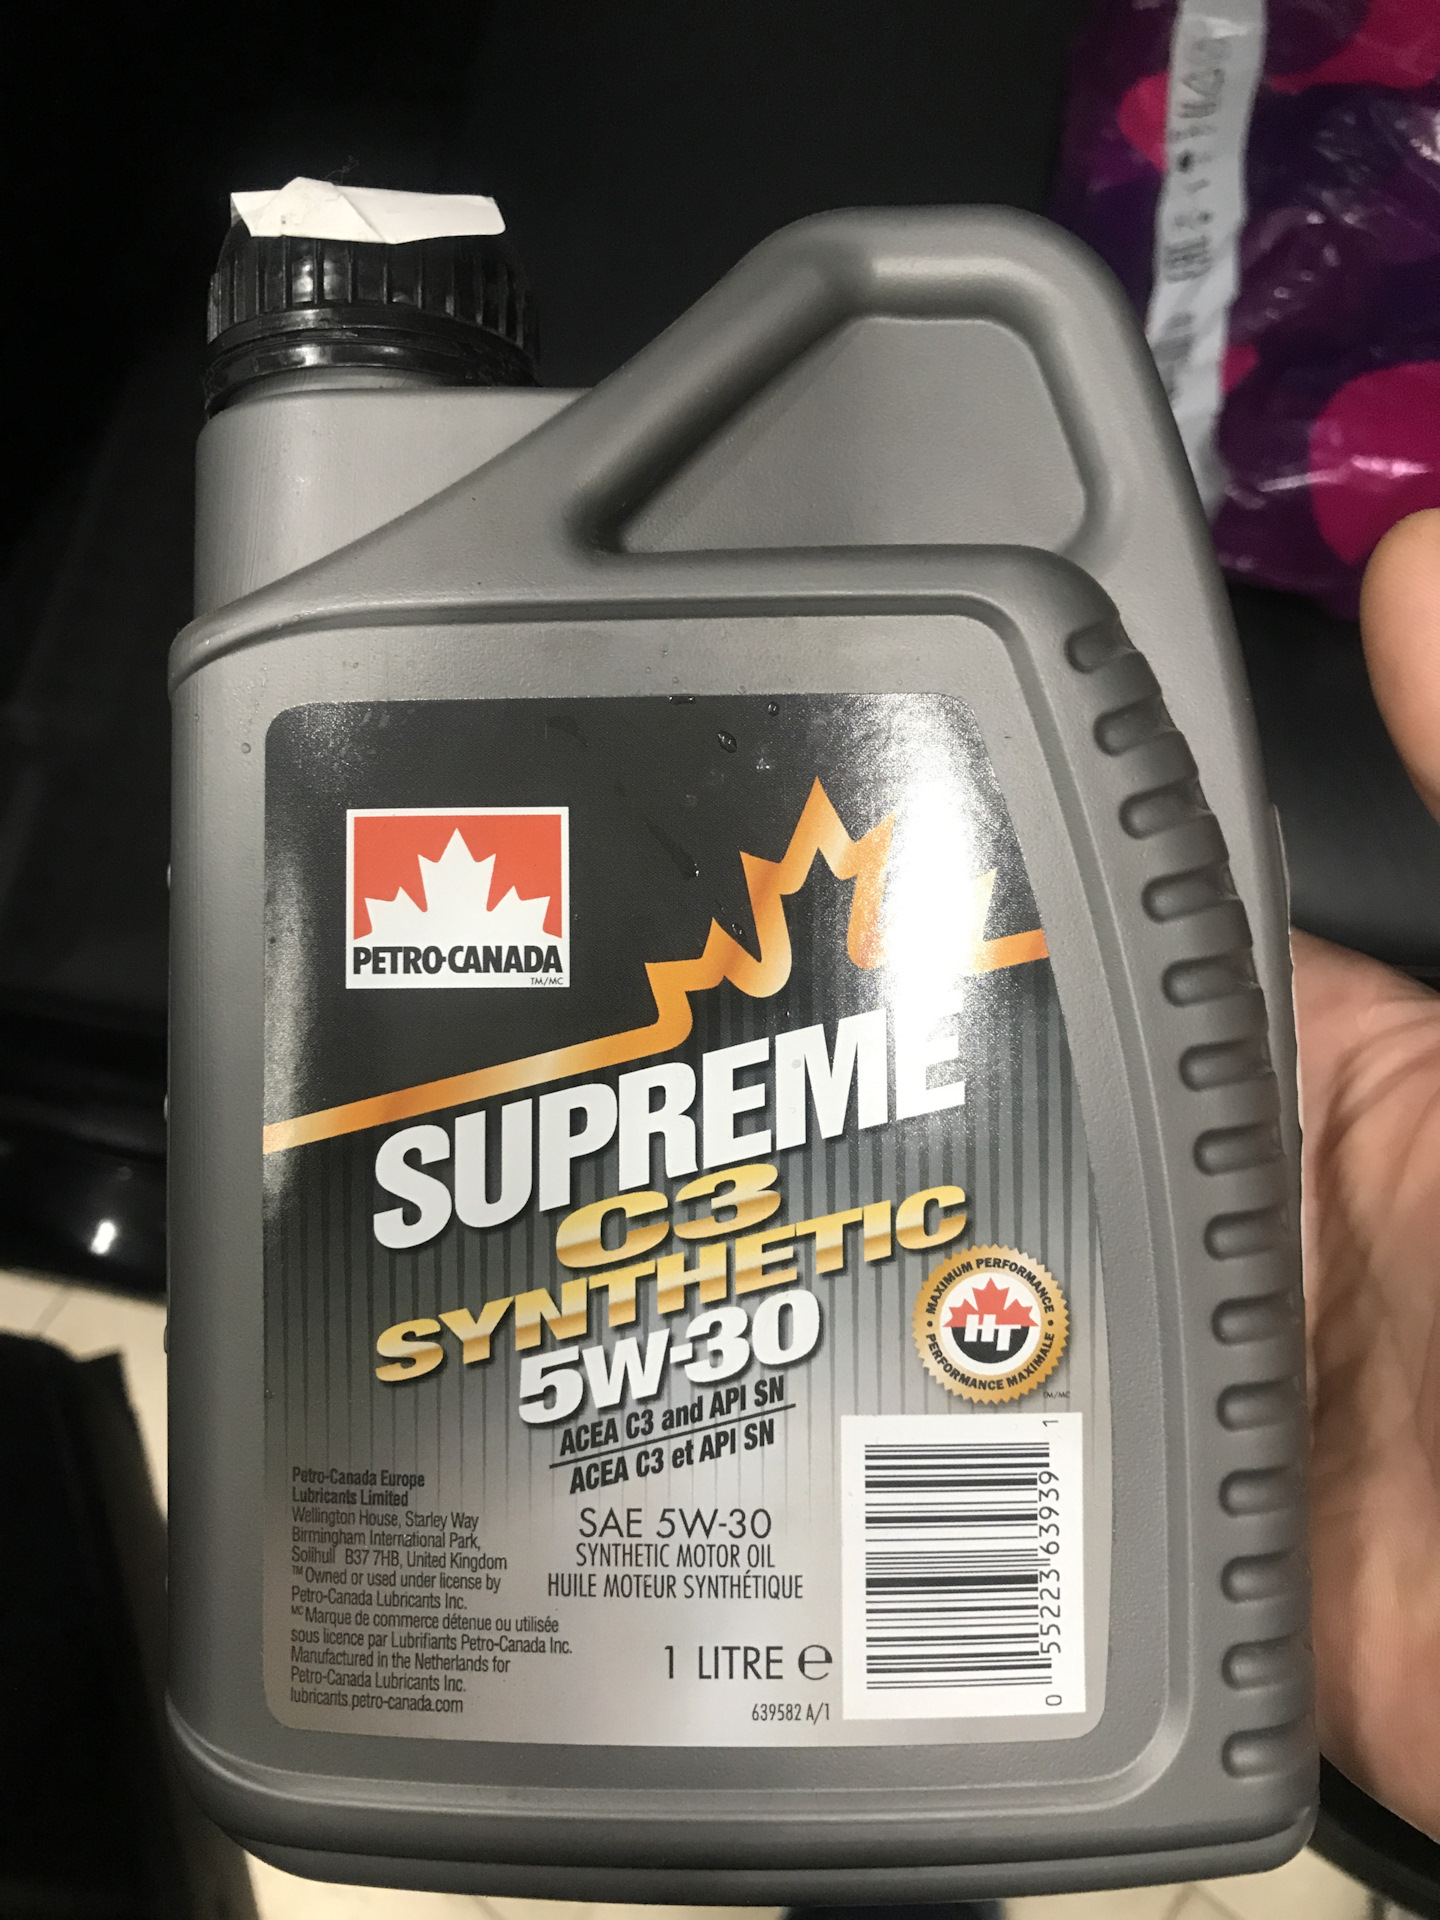 PETRO-CANADA
TM/MC
SUPREME
C3
SYNTHETIC
5W-30
ACEA C3 and API SN
ACEA C3 et API SN
MAXIMUM PERFORMANCE
HT
PERFORMANCE MAXIMALE
TM/MC
Petro-Canada Europe
Lubricants Limited
Wellington House, Starley Way
Birmingham International Park,
Solihull B37 7HB, United Kingdom
™Owned or used under license by
Petro-Canada Lubricants Inc.
MC Marque de commerce détenue ou utilisée
sous licence par Lubrifiants Petro-Canada Inc.
Manufactured in the Netherlands for
Petro-Canada Lubricants Inc.
lubricants.petro-canada.com
SAE 5W-30
SYNTHETIC MOTOR OIL
HUILE MOTEUR SYNTHÉTIQUE
1 LITRE ℮
639582 A/1
0 55223 63939 1